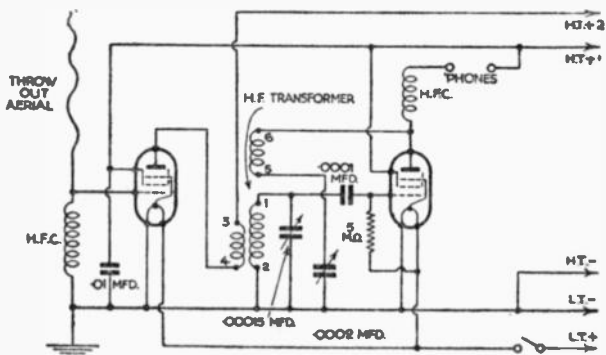 H.T.+2
H.T.+1
THROW
OUT
AERIAL
H.F. TRANSFORMER
H.F.C.
PHONES
6
5
·0001
MFD.
1
3
4
2
·5
MΩ
H.F.C.
·01 MFD.
·00015 MFD.
·0002 MFD.
H.T.-
L.T.-
L.T.+